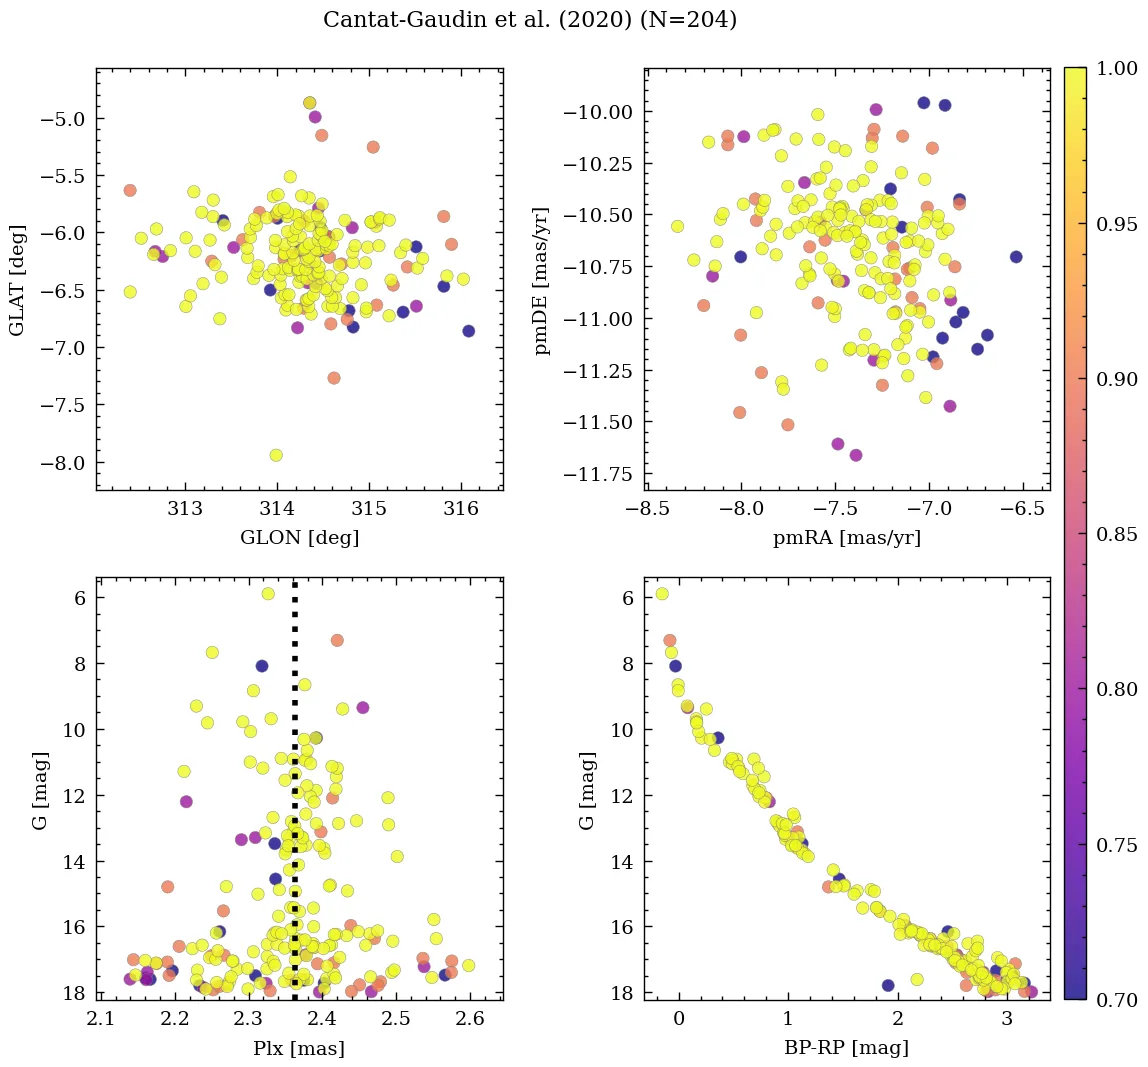 Cantat-Gaudin et al. (2020) (N=204)
−5.0
−5.5
−6.0
−6.5
−7.0
−7.5
−8.0
GLAT [deg]
313 314 315 316
GLON [deg]
−10.00
−10.25
−10.50
−10.75
−11.00
−11.25
−11.50
−11.75
pmDE [mas/yr]
−8.5 −8.0 −7.5 −7.0 −6.5
pmRA [mas/yr]
6
8
10
12
14
16
18
G [mag]
2.1 2.2 2.3 2.4 2.5 2.6
Plx [mas]
6
8
10
12
14
16
18
G [mag]
0 1 2 3
BP-RP [mag]
1.00
0.95
0.90
0.85
0.80
0.75
0.70